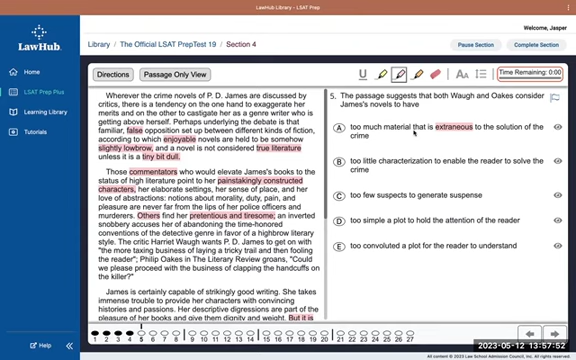 LawHub Library - LSAT Prep
LawHub
Welcome, Jasper
Library / The Official LSAT PrepTest 19 / Section 4
Pause Section
Complete Section
Home
LSAT Prep Plus
Learning Library
Tutorials
Help
Directions
Passage Only View
Time Remaining: 0:00
Wherever the crime novels of P. D. James are discussed by
critics, there is a tendency on the one hand to exaggerate her
merits and on the other to castigate her as a genre writer who is
getting above herself. Perhaps underlying the debate is that
familiar, false opposition set up between different kinds of fiction,
according to which enjoyable novels are held to be somehow
slightly lowbrow, and a novel is not considered true literature
unless it is a tiny bit dull.
Those commentators who would elevate James's books to the
status of high literature point to her painstakingly constructed
characters, her elaborate settings, her sense of place, and her
love of abstractions: notions about morality, duty, pain, and
pleasure are never far from the lips of her police officers and
murderers. Others find her pretentious and tiresome; an inverted
snobbery accuses her of abandoning the time-honored
conventions of the detective genre in favor of a highbrow literary
style. The critic Harriet Waugh wants P. D. James to get on with
"the more taxing business of laying a tricky trail and then fooling
the reader"; Philip Oakes in The Literary Review groans, "Could
we please proceed with the business of clapping the handcuffs on
the killer?"
James is certainly capable of strikingly good writing. She takes
immense trouble to provide her characters with convincing
histories and passions. Her descriptive digressions are part of the
pleasure of her books and give them dignity and weight. But it is
5. The passage suggests that both Waugh and Oakes consider
James's novels to have
A too much material that is extraneous to the solution of the
crime
B too little characterization to enable the reader to solve the
crime
C too few suspects to generate suspense
D too simple a plot to hold the attention of the reader
E too convoluted a plot for the reader to understand
1 2 3 4 5 6 7 8 9 10 11 12 13 14 15 16 17 18 19 20 21 22 23 24 25 26 27
2023-05-12 13:57:52
All content © 2023 Law School Admission Council, Inc. All rights reserved.